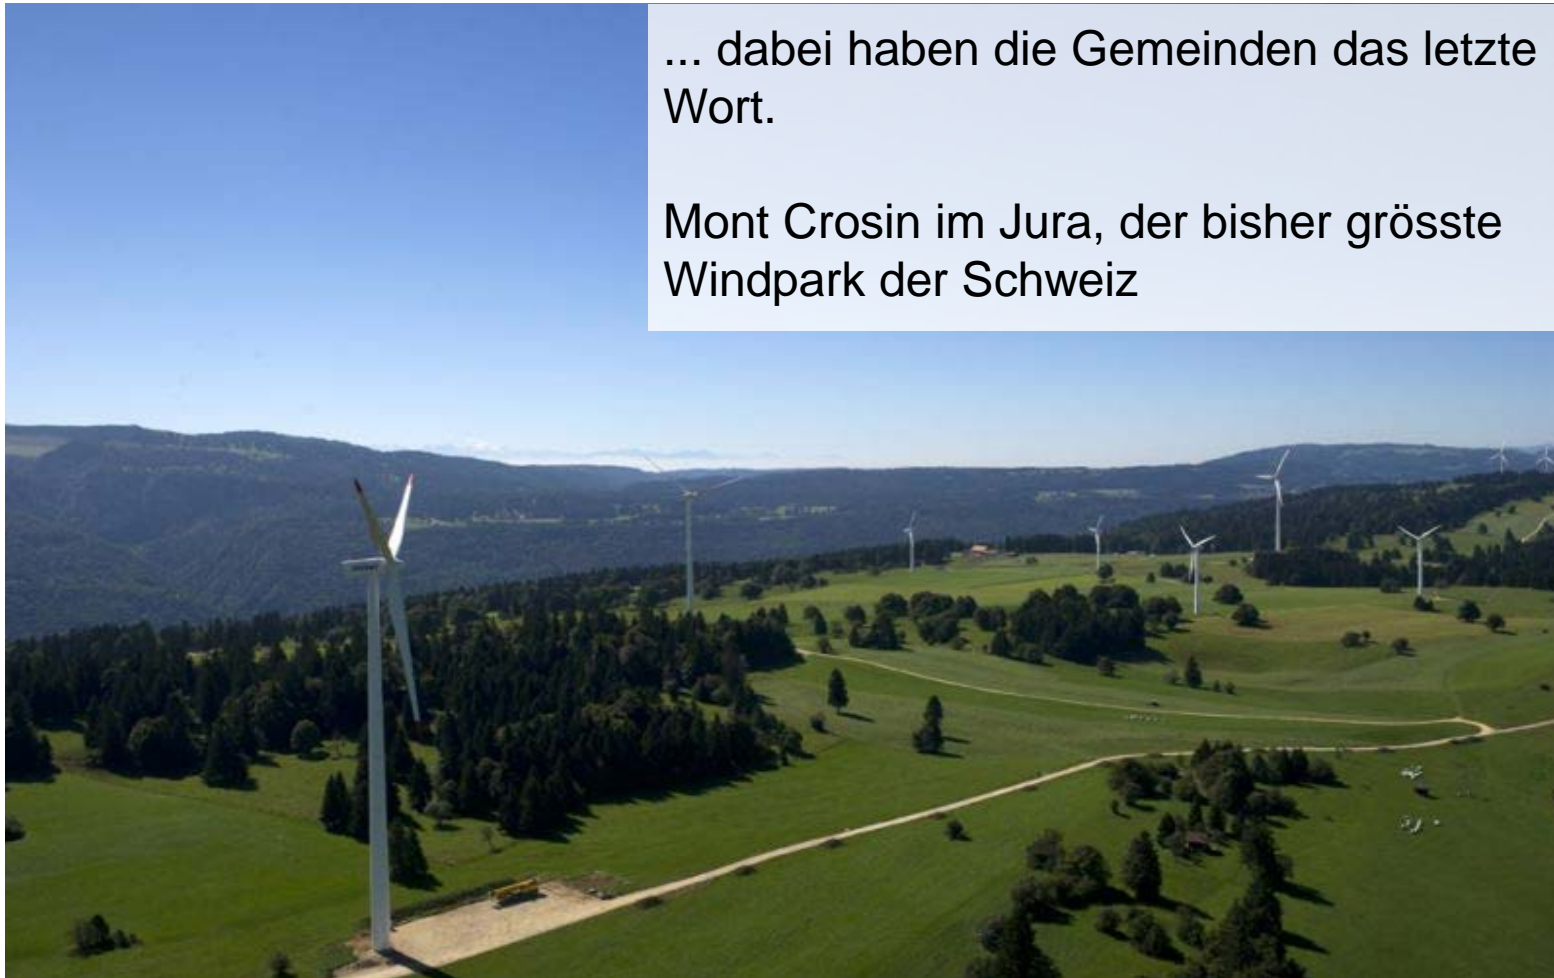 ... dabei haben die Gemeinden das letzte
Wort.
Mont Crosin im Jura, der bisher grösste
Windpark der Schweiz